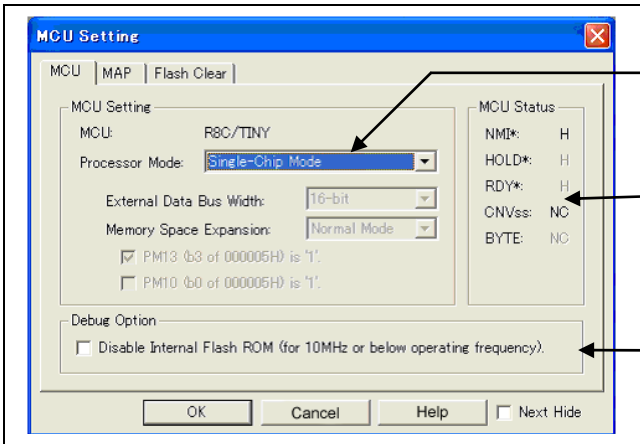 MCU Setting
MCU MAP Flash Clear
MCU Setting
MCU: R8C/TINY
Processor Mode: Single-Chip Mode
External Data Bus Width: 16-bit
Memory Space Expansion: Normal Mode
PM13 (b3 of 000005H) is '1'.
PM10 (b0 of 000005H) is '1'.
MCU Status
NMI*: H
HOLD*: H
RDY*: H
CNVss: NC
BYTE: NC
Debug Option
Disable Internal Flash ROM (for 10MHz or below operating frequency).
OK Cancel Help Next Hide